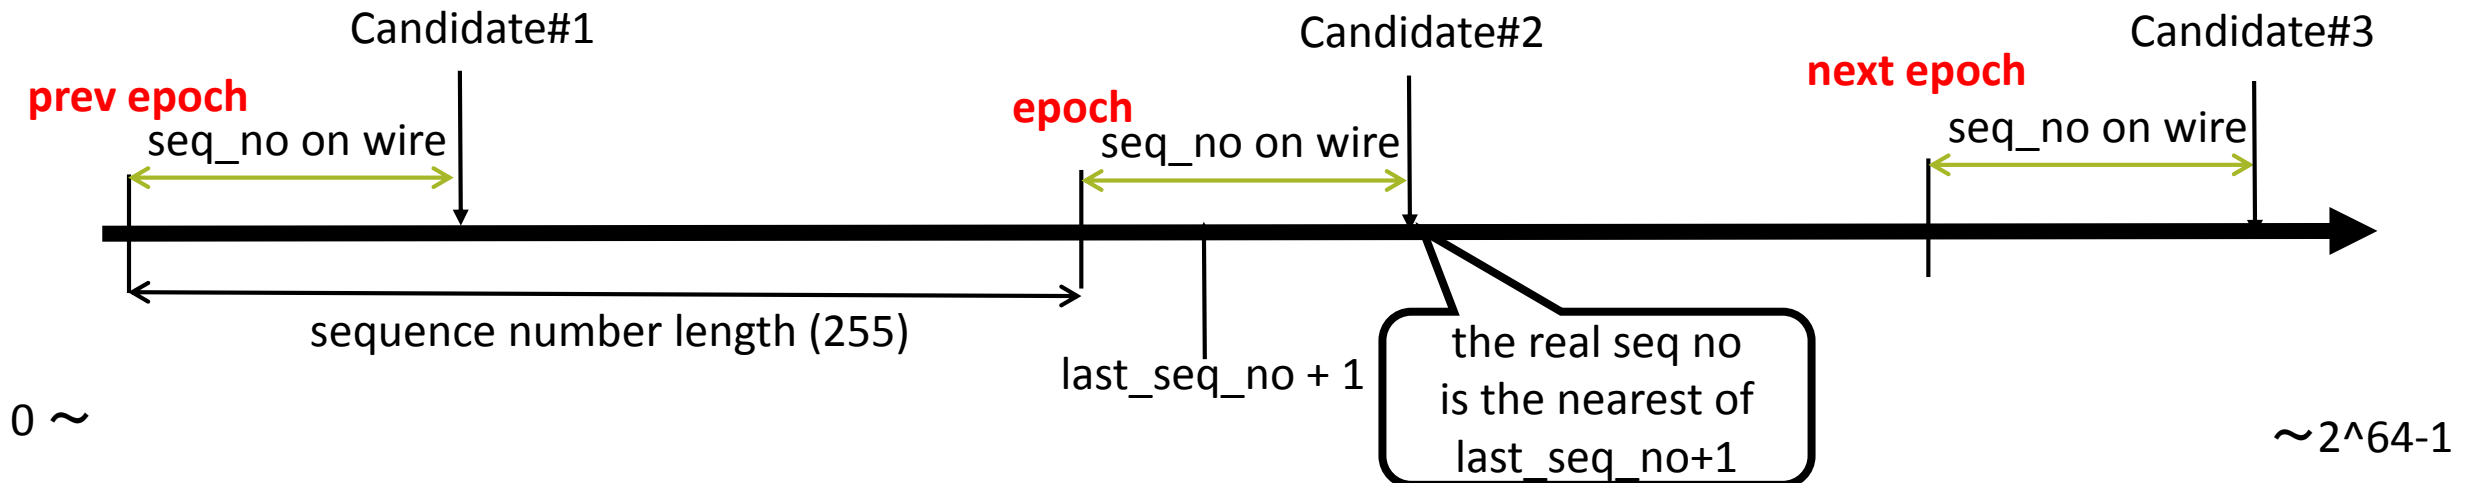 Candidate#1
Candidate#2
Candidate#3
prev epoch
epoch
next epoch
seq_no on wire
seq_no on wire
seq_no on wire
sequence number length (255)
last_seq_no + 1
the real seq no
is the nearest of
last_seq_no+1
0 ～
～2^64-1